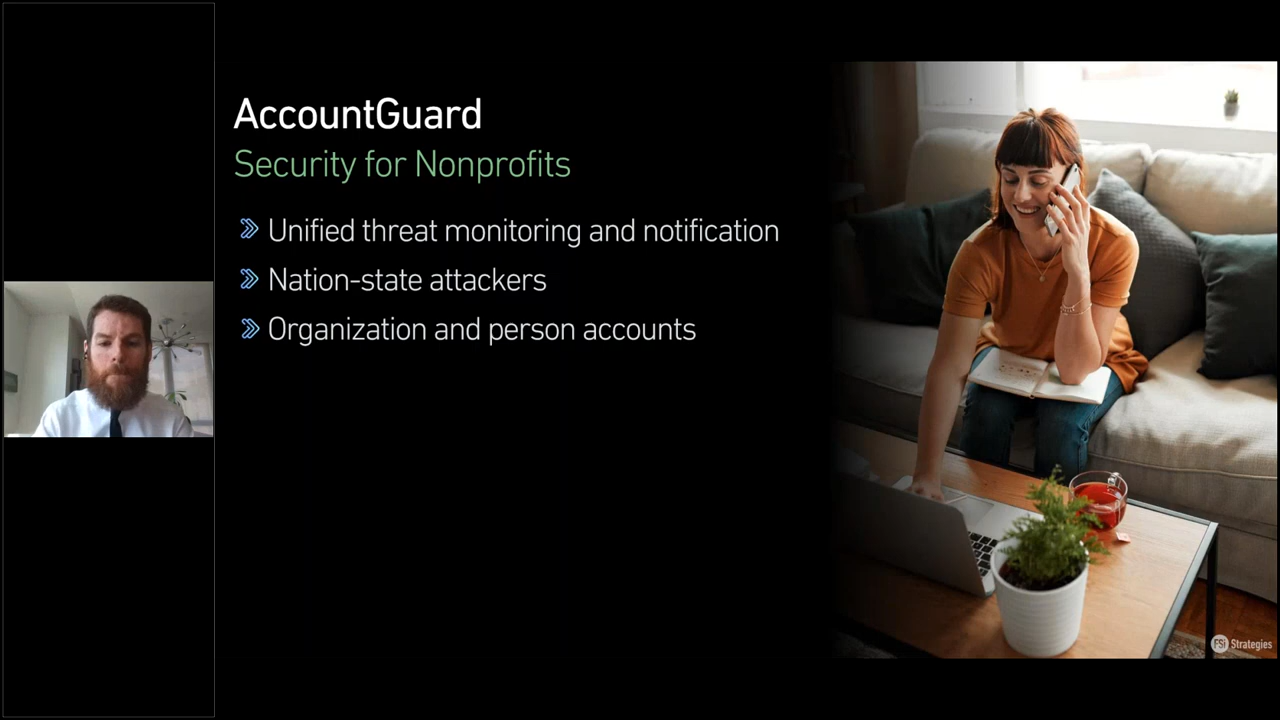 AccountGuard
Security for Nonprofits
Unified threat monitoring and notification
Nation-state attackers
Organization and person accounts
FSi Strategies